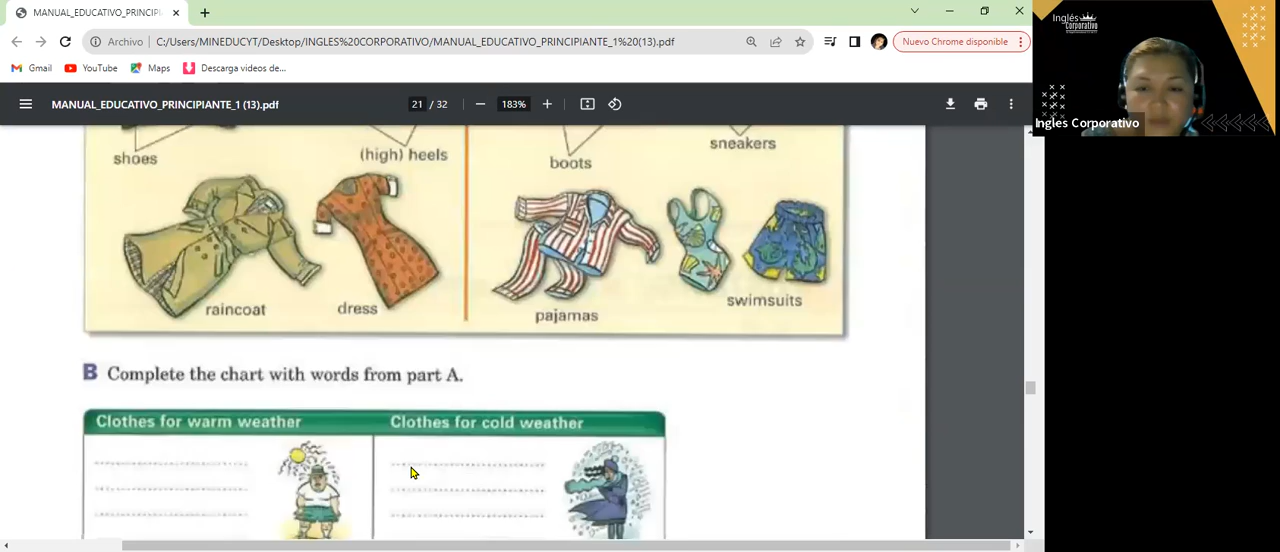 MANUAL_EDUCATIVO_PRINCIPI
Archivo
C:/Users/MINEDUCYT/Desktop/INGLES%20CORPORATIVO/MANUAL_EDUCATIVO_PRINCIPIANTE_1%20(13).pdf
Nuevo Chrome disponible
Gmail
YouTube
Maps
Descarga videos de...
MANUAL_EDUCATIVO_PRINCIPIANTE_1 (13).pdf
21 / 32
183%
Inglés
Corporativo
Ingles Corporativo
shoes
(high) heels
boots
sneakers
raincoat
dress
pajamas
swimsuits
B Complete the chart with words from part A.
Clothes for warm weather
Clothes for cold weather